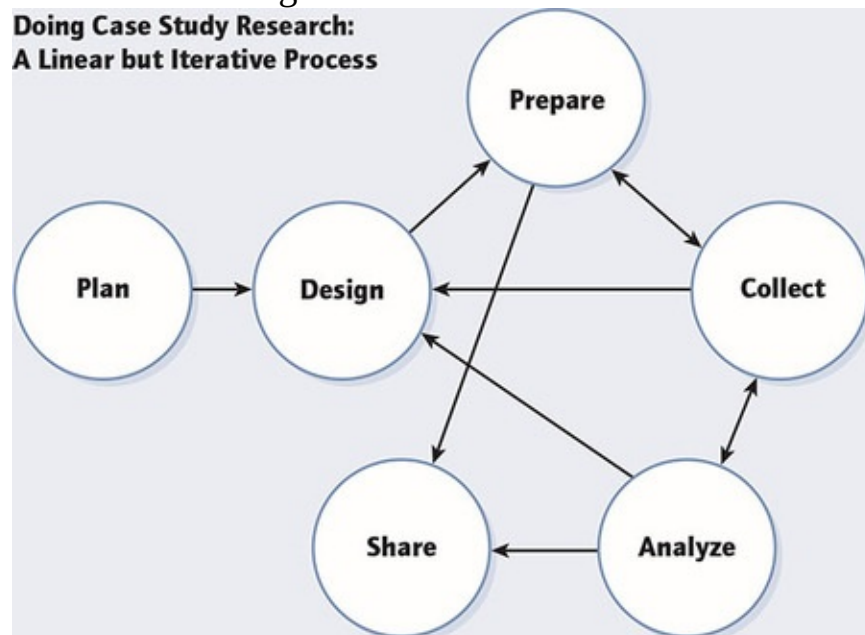 Doing Case Study Research:
A Linear but Iterative Process
Prepare
Plan
Design
Collect
Share
Analyze